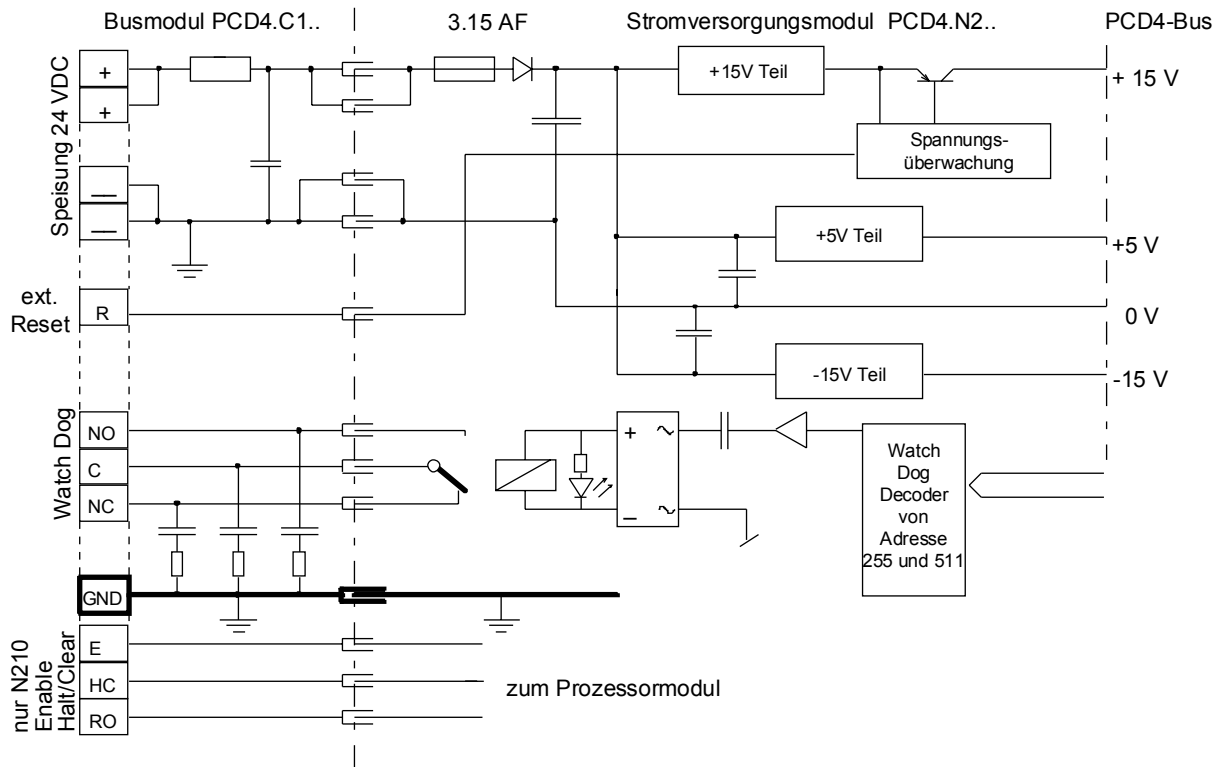 Busmodul PCD4.C1..
3.15 AF
Stromversorgungsmodul PCD4.N2..
PCD4-Bus
Speisung 24 VDC
+
+
—
—
+15V Teil
+ 15 V
Spannungs-
überwachung
+5V Teil
+5 V
ext.
Reset
R
0 V
-15V Teil
-15 V
Watch Dog
NO
C
NC
+
~
−
~
Watch
Dog
Decoder
von
Adresse
255 und 511
GND
nur N210
Enable
Halt/Clear
E
HC
RO
zum Prozessormodul